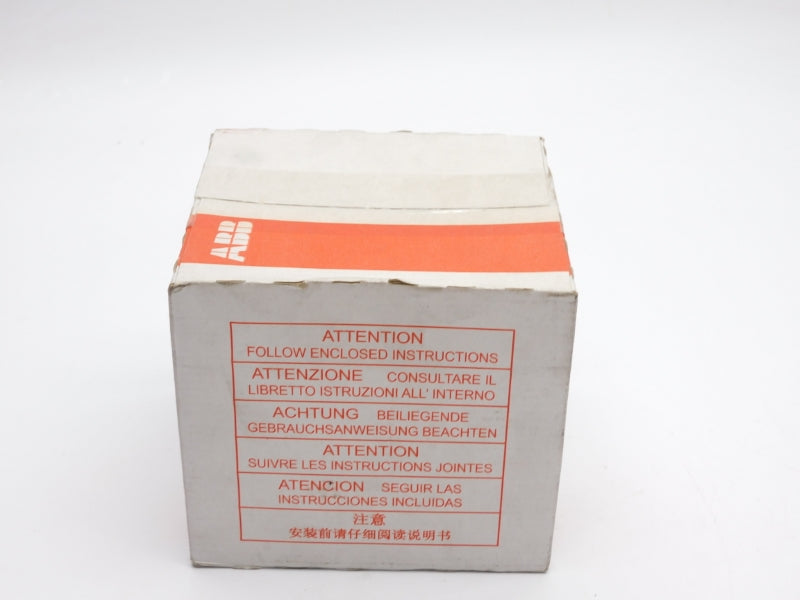 ABB
ATTENTION
FOLLOW ENCLOSED INSTRUCTIONS
ATTENZIONE CONSULTARE IL
LIBRETTO ISTRUZIONI ALL' INTERNO
ACHTUNG BEILIEGENDE
GEBRAUCHSANWEISUNG BEACHTEN
ATTENTION
SUIVRE LES INSTRUCTIONS JOINTES
ATENCION SEGUIR LAS
INSTRUCCIONES INCLUIDAS
注意
安装前请仔细阅读说明书